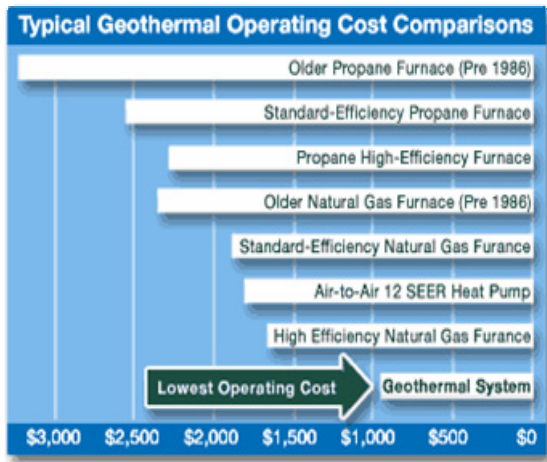 Typical Geothermal Operating Cost Comparisons
Older Propane Furnace (Pre 1986)
Standard-Efficiency Propane Furnace
Propane High-Efficiency Furnace
Older Natural Gas Furnace (Pre 1986)
Standard-Efficiency Natural Gas Furance
Air-to-Air 12 SEER Heat Pump
High Efficiency Natural Gas Furance
Lowest Operating Cost Geothermal System
$3,000 $2,500 $2,000 $1,500 $1,000 $500 $0